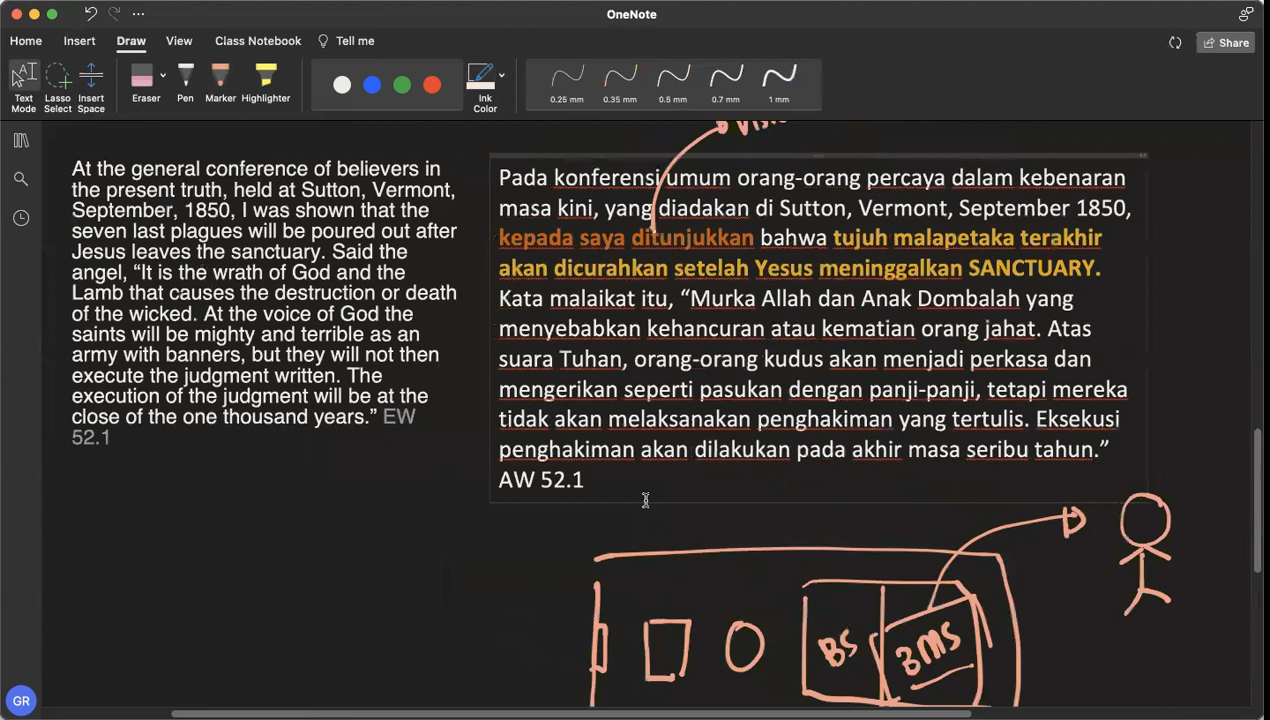 OneNote
Home Insert Draw View Class Notebook Tell me
Share
Text Mode
Lasso Select
Insert Space
Eraser
Pen
Marker
Highlighter
Ink Color
0.25 mm
0.35 mm
0.5 mm
0.7 mm
1 mm
At the general conference of believers in
the present truth, held at Sutton, Vermont,
September, 1850, I was shown that the
seven last plagues will be poured out after
Jesus leaves the sanctuary. Said the
angel, “It is the wrath of God and the
Lamb that causes the destruction or death
of the wicked. At the voice of God the
saints will be mighty and terrible as an
army with banners, but they will not then
execute the judgment written. The
execution of the judgment will be at the
close of the one thousand years.” EW
52.1
Pada konferensi umum orang-orang percaya dalam kebenaran
masa kini, yang diadakan di Sutton, Vermont, September 1850,
kepada saya ditunjukkan bahwa tujuh malapetaka terakhir
akan dicurahkan setelah Yesus meninggalkan SANCTUARY.
Kata malaikat itu, “Murka Allah dan Anak Dombalah yang
menyebabkan kehancuran atau kematian orang jahat. Atas
suara Tuhan, orang-orang kudus akan menjadi perkasa dan
mengerikan seperti pasukan dengan panji-panji, tetapi mereka
tidak akan melaksanakan penghakiman yang tertulis. Eksekusi
penghakiman akan dilakukan pada akhir masa seribu tahun.”
AW 52.1
BS
BMS
GR